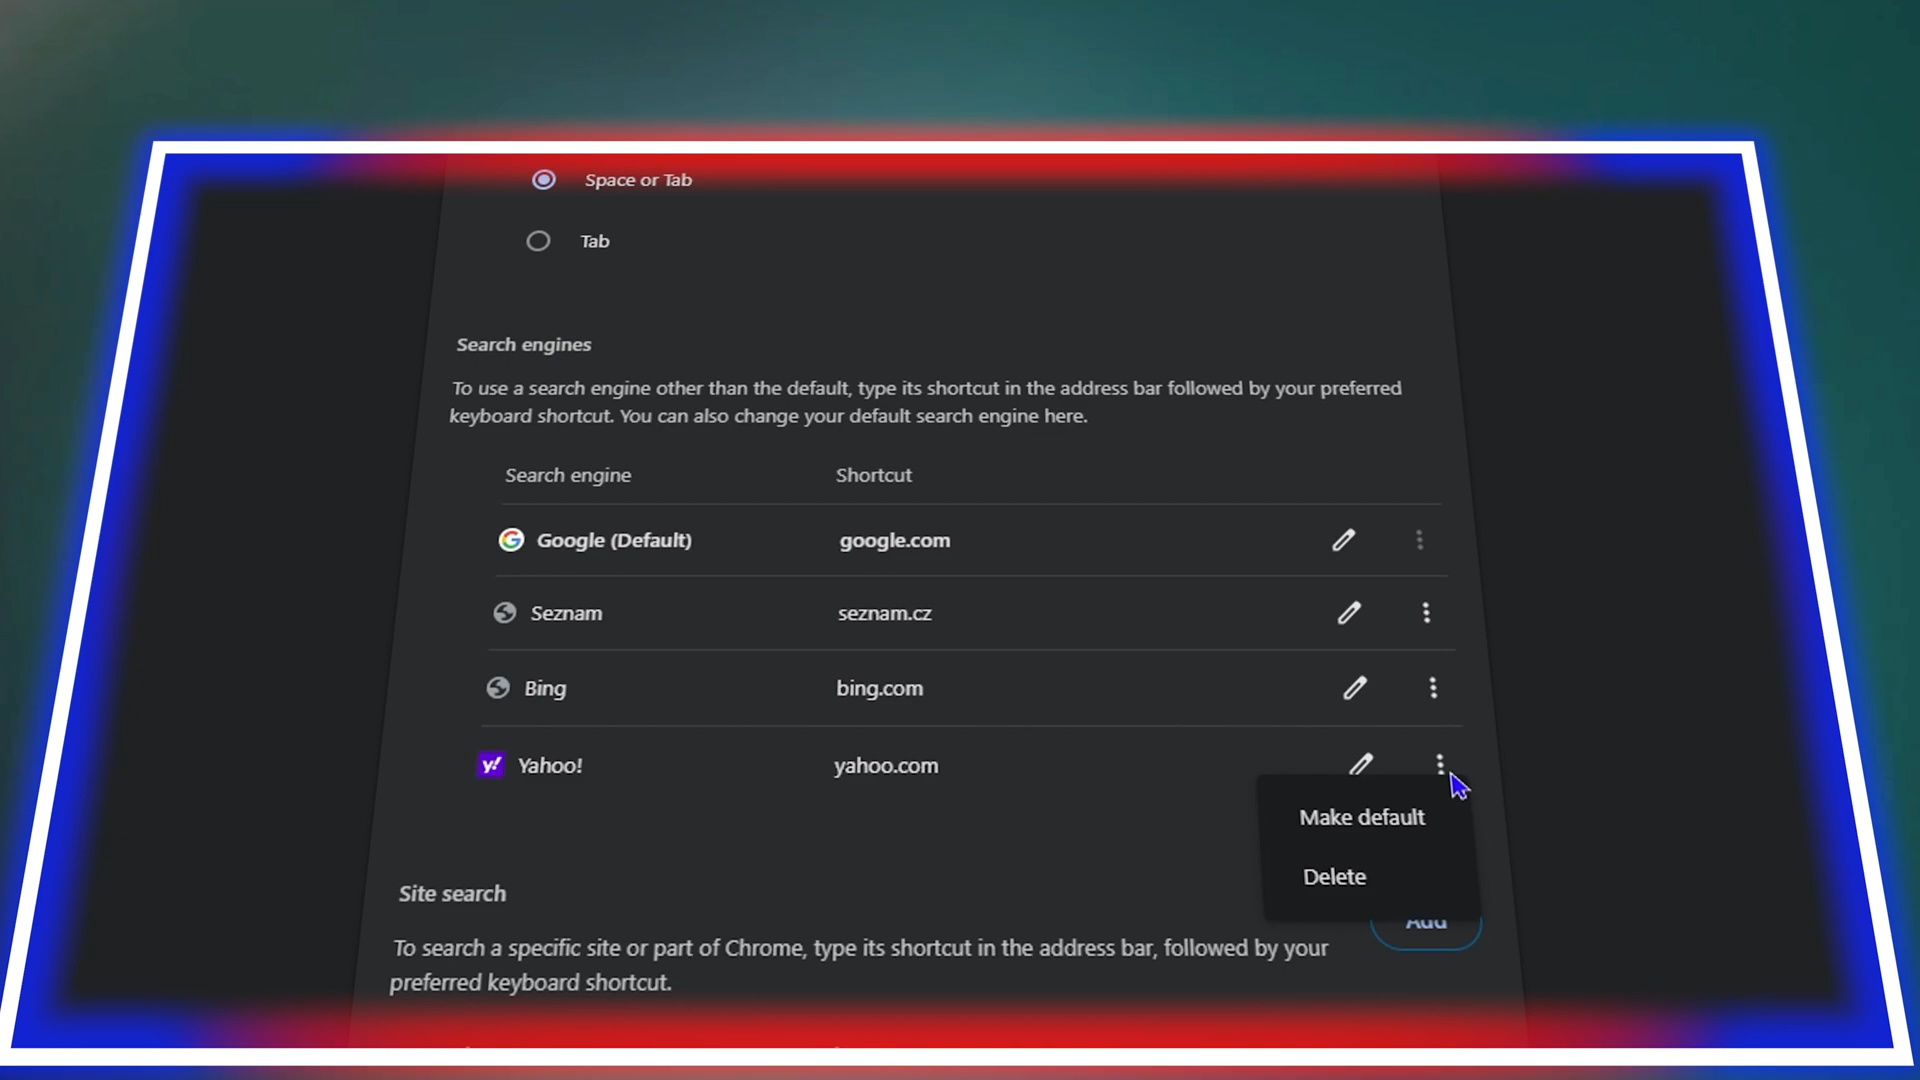 Space or Tab
Tab
Search engines
To use a search engine other than the default, type its shortcut in the address bar followed by your preferred
keyboard shortcut. You can also change your default search engine here.
Search engine Shortcut
Google (Default) google.com
Seznam seznam.cz
Bing bing.com
y! Yahoo! yahoo.com
Make default
Delete
Add
Site search
To search a specific site or part of Chrome, type its shortcut in the address bar, followed by your
preferred keyboard shortcut.